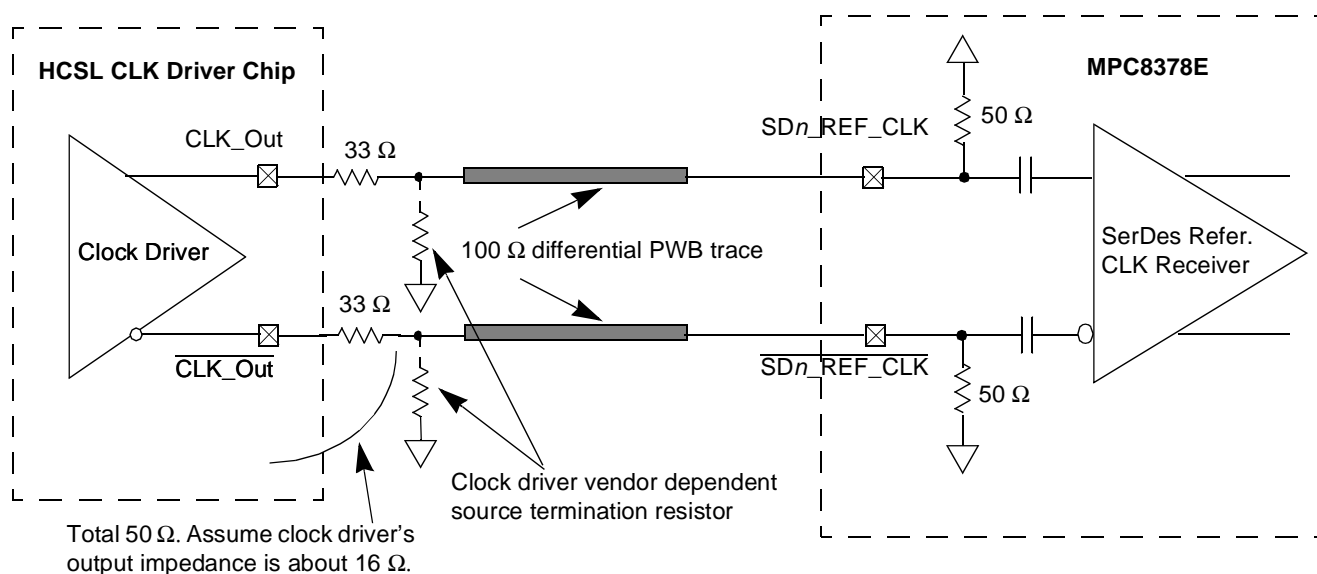 HCSL CLK Driver Chip
MPC8378E
CLK_Out
33 Ω
SDn_REF_CLK
50 Ω
Clock Driver
100 Ω differential PWB trace
SerDes Refer.
CLK Receiver
33 Ω
CLK_Out
SDn_REF_CLK
50 Ω
Clock driver vendor dependent
source termination resistor
Total 50 Ω. Assume clock driver's
output impedance is about 16 Ω.